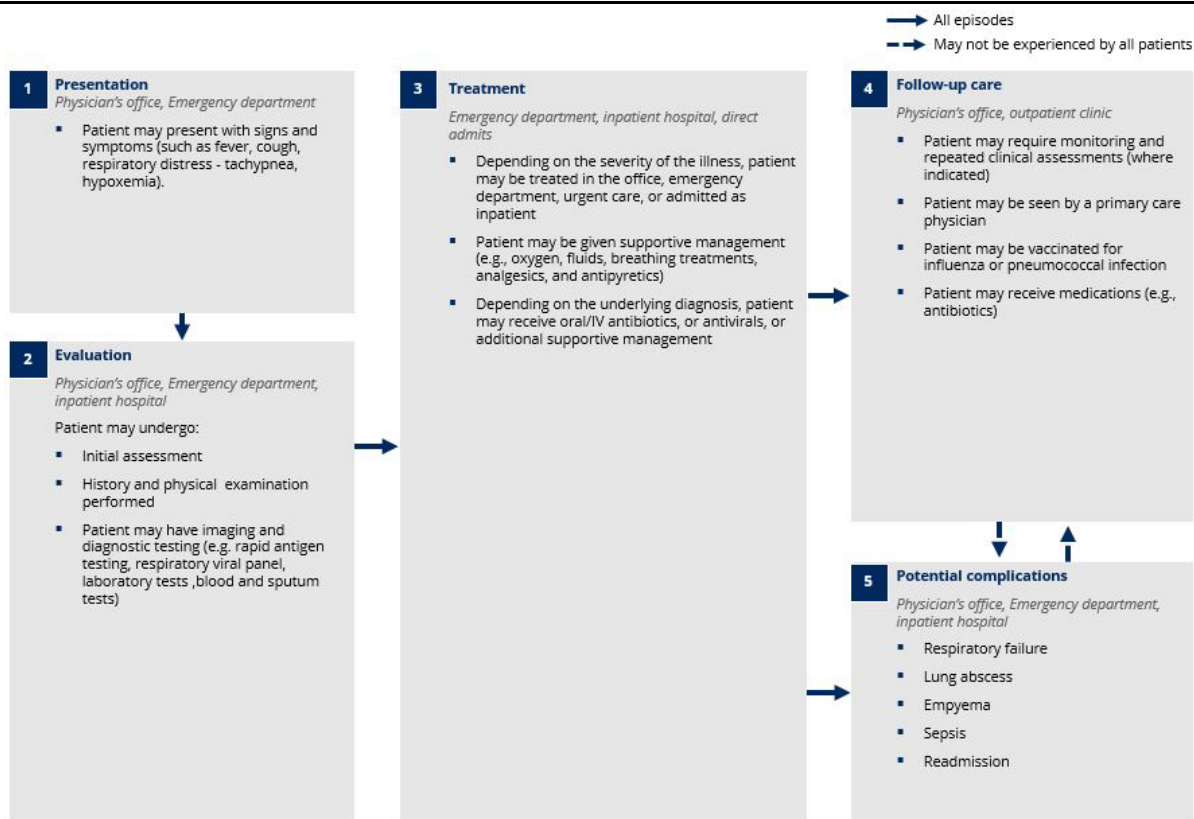 All episodes
May not be experienced by all patients
1 Presentation
Physician's office, Emergency department
▪ Patient may present with signs and
symptoms (such as fever, cough,
respiratory distress - tachypnea,
hypoxemia).
2 Evaluation
Physician's office, Emergency department,
inpatient hospital
Patient may undergo:
▪ Initial assessment
▪ History and physical examination
performed
▪ Patient may have imaging and
diagnostic testing (e.g. rapid antigen
testing, respiratory viral panel,
laboratory tests ,blood and sputum
tests)
3 Treatment
Emergency department, inpatient hospital, direct
admits
▪ Depending on the severity of the illness, patient
may be treated in the office, emergency
department, urgent care, or admitted as
inpatient
▪ Patient may be given supportive management
(e.g., oxygen, fluids, breathing treatments,
analgesics, and antipyretics)
▪ Depending on the underlying diagnosis, patient
may receive oral/IV antibiotics, or antivirals, or
additional supportive management
4 Follow-up care
Physician's office, outpatient clinic
▪ Patient may require monitoring and
repeated clinical assessments (where
indicated)
▪ Patient may be seen by a primary care
physician
▪ Patient may be vaccinated for
influenza or pneumococcal infection
▪ Patient may receive medications (e.g.,
antibiotics)
5 Potential complications
Physician's office, Emergency department,
inpatient hospital
▪ Respiratory failure
▪ Lung abscess
▪ Empyema
▪ Sepsis
▪ Readmission